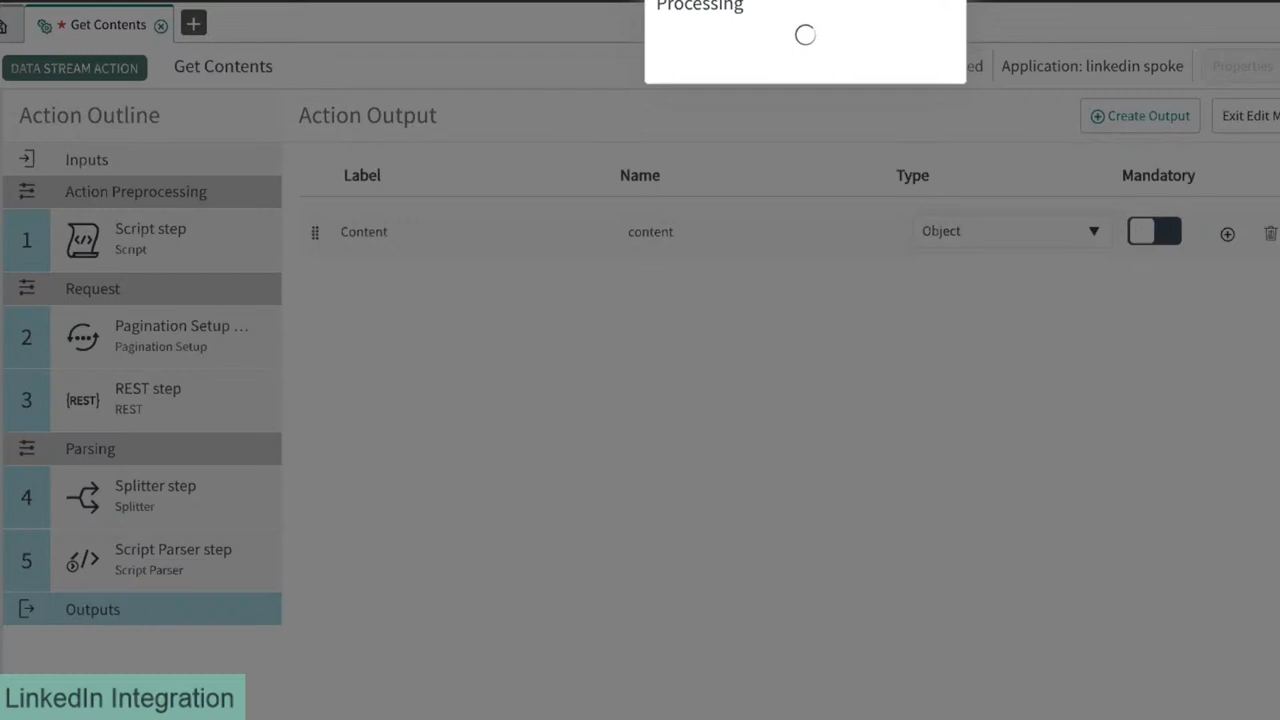 Processing
* Get Contents
DATA STREAM ACTION
Get Contents
ed
Application: linkedin spoke
Properties
Action Outline
Action Output
Create Output
Exit Edit M
Inputs
Label
Name
Type
Mandatory
Action Preprocessing
1
Script step
Script
Content
content
Object
Request
2
Pagination Setup ...
Pagination Setup
3
{REST}
REST step
REST
Parsing
4
Splitter step
Splitter
5
Script Parser step
Script Parser
Outputs
LinkedIn Integration